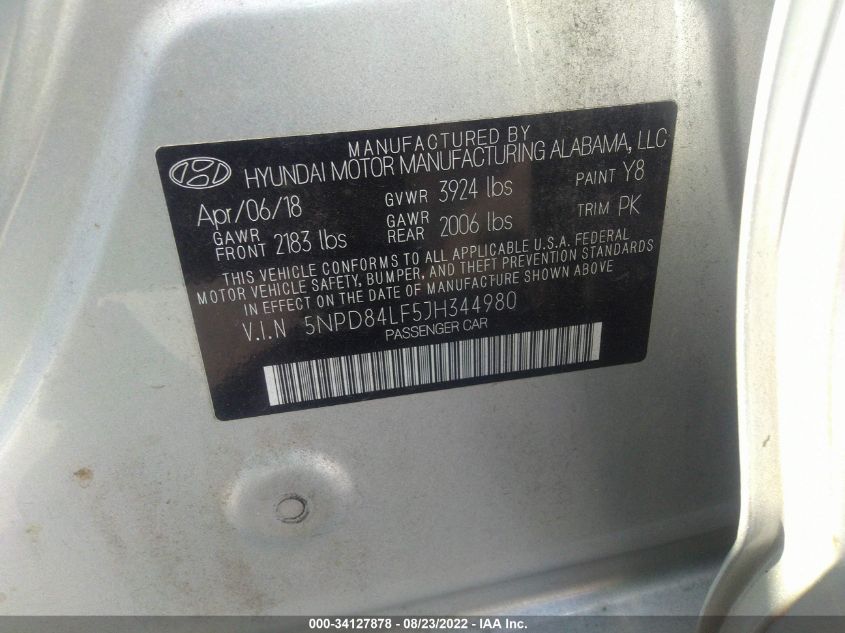 MANUFACTURED BY
HYUNDAI MOTOR MANUFACTURING ALABAMA, LLC
Apr/06/18 GVWR 3924 lbs PAINT Y8
GAWR FRONT 2183 lbs GAWR REAR 2006 lbs TRIM PK
THIS VEHICLE CONFORMS TO ALL APPLICABLE U.S.A. FEDERAL
MOTOR VEHICLE SAFETY, BUMPER, AND THEFT PREVENTION STANDARDS
IN EFFECT ON THE DATE OF MANUFACTURE SHOWN ABOVE
V.I.N 5NPD84LF5JH344980
PASSENGER CAR
000-34127878 - 08/23/2022 - IAA Inc.